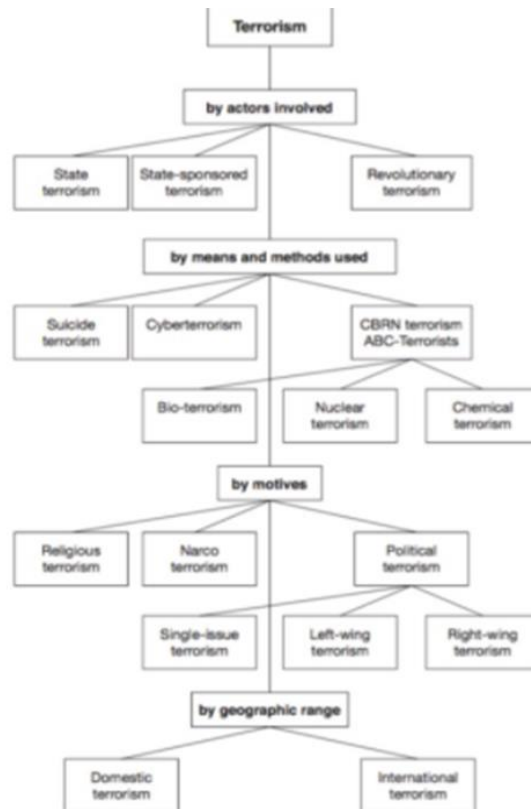 Terrorism
by actors involved
State
terrorism
State-sponsored
terrorism
Revolutionary
terrorism
by means and methods used
Suicide
terrorism
Cyberterrorism
CBRN terrorism
ABC-Terrorists
Bio-terrorism
Nuclear
terrorism
Chemical
terrorism
by motives
Religious
terrorism
Narco
terrorism
Political
terrorism
Single-issue
terrorism
Left-wing
terrorism
Right-wing
terrorism
by geographic range
Domestic
terrorism
International
terrorism